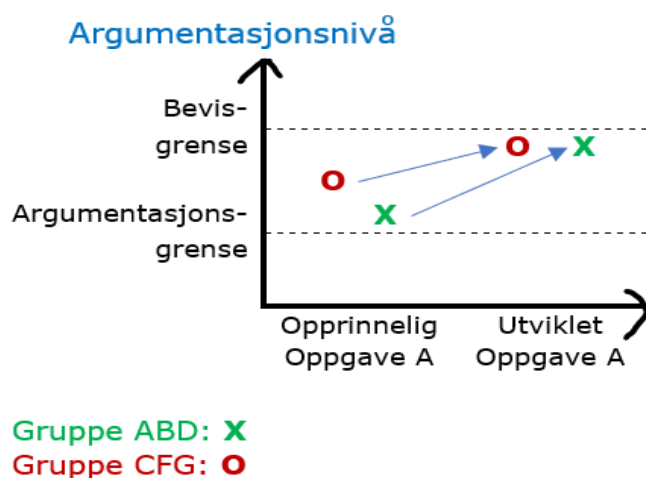 Argumentasjonsnivå
Bevis-
grense
O
O
X
X
Argumentasjons-
grense
Opprinnelig
Oppgave A
Utviklet
Oppgave A
Gruppe ABD: X
Gruppe CFG: O